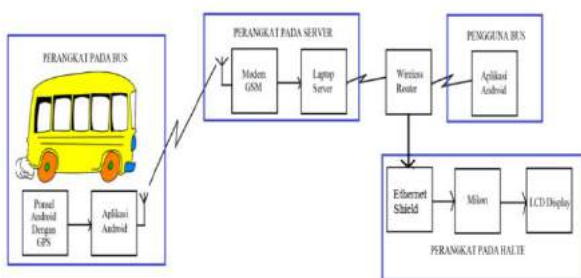 PERANGKAT PADA BUS
Ponsel
Android
Dengan
GPS
Aplikasi
Android
PERANGKAT PADA SERVER
Modem
GSM
Laptop
Server
Wireless
Router
PENGGUNA BUS
Aplikasi
Android
Ethernet
Shield
Mikon
LCD Display
PERANGKAT PADA HALTE